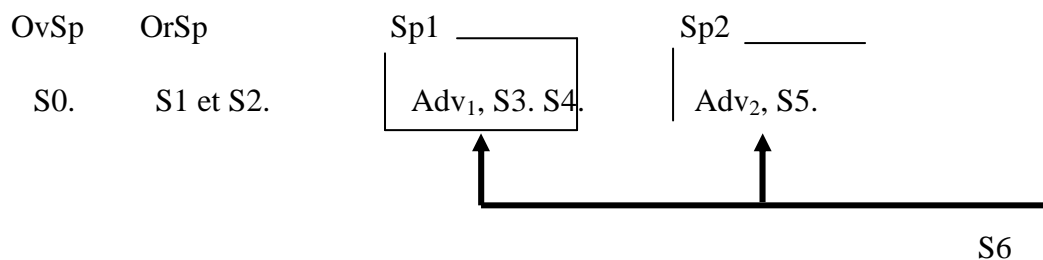 OvSp OrSp Sp1 Sp2
S0. S1 et S2. Adv₁, S3. S4. Adv₂, S5.
S6